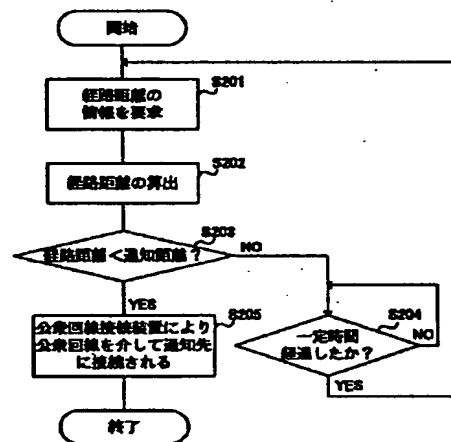 開始
S201
経路距離の
情報を要求
S202
経路距離の算出
S203
経路距離<通知距離?
NO
YES
S205
公衆回線接続装置により
公衆回線を介して通知先
に接続される
S204
一定時間
経過したか?
NO
YES
終了